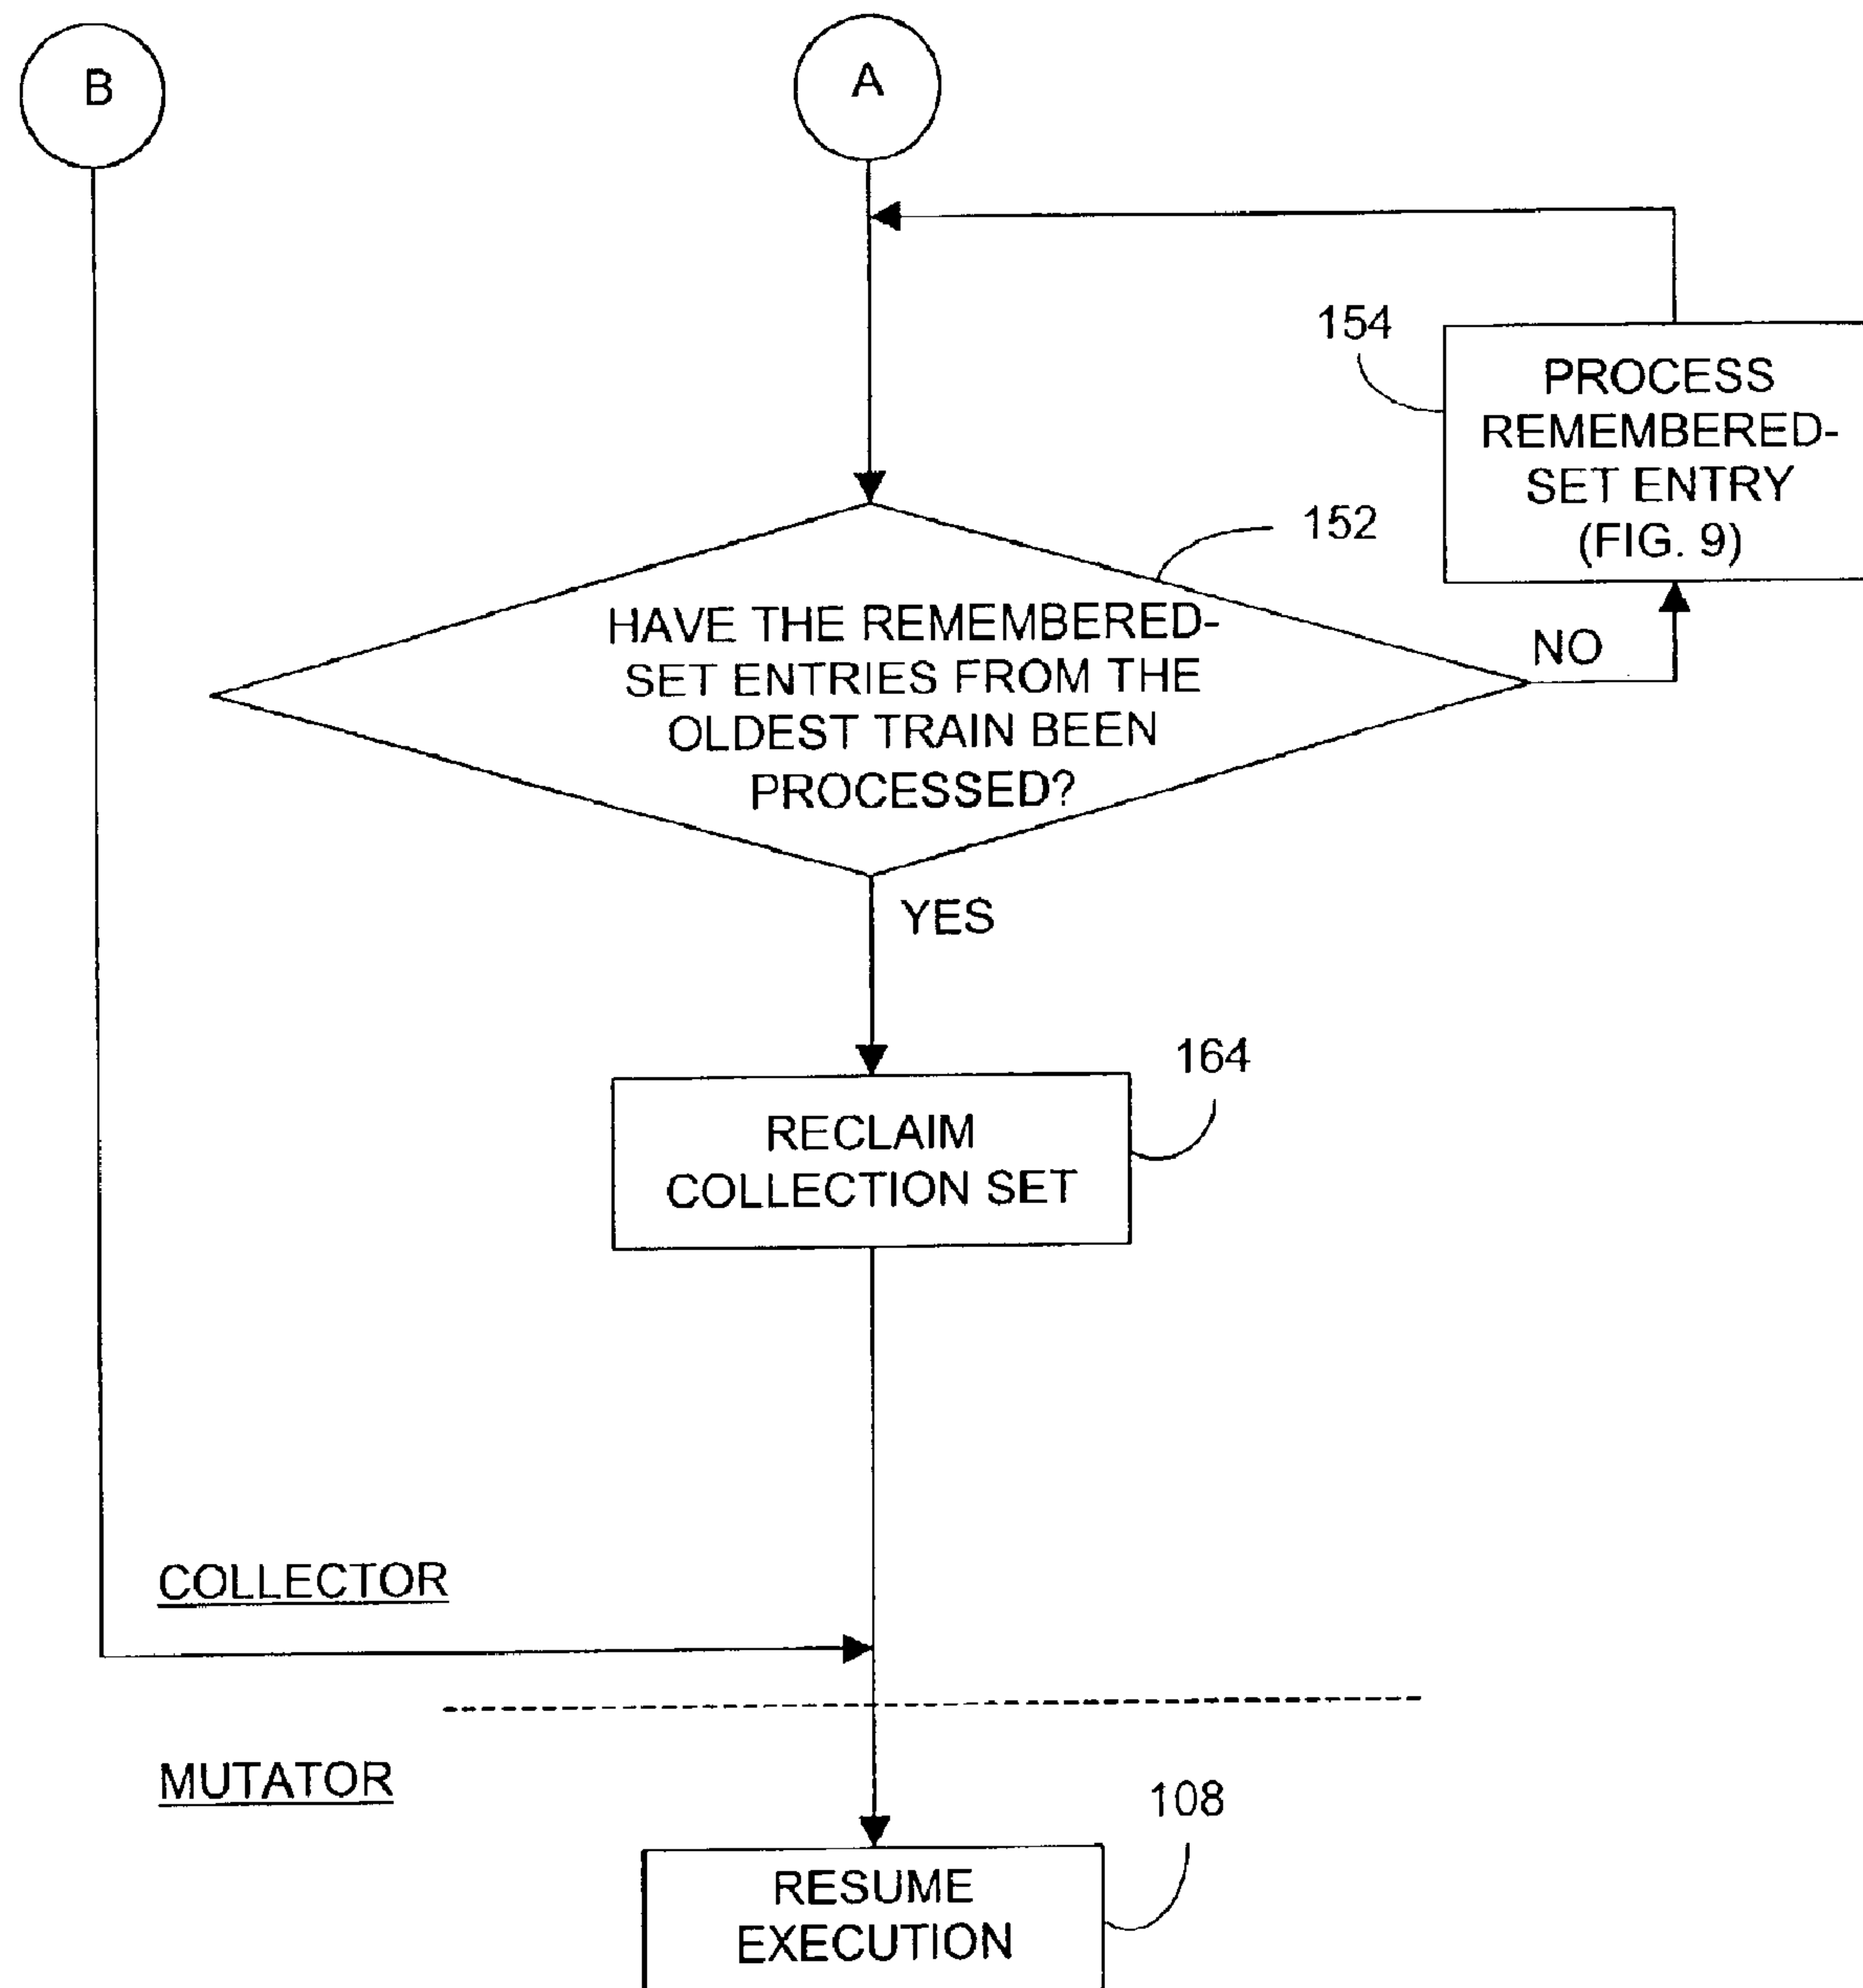 B
A
154
PROCESS
REMEMBERED-
SET ENTRY
(FIG. 9)
152
HAVE THE REMEMBERED-
SET ENTRIES FROM THE
OLDEST TRAIN BEEN
PROCESSED?
NO
YES
164
RECLAIM
COLLECTION SET
COLLECTOR
MUTATOR
108
RESUME
EXECUTION